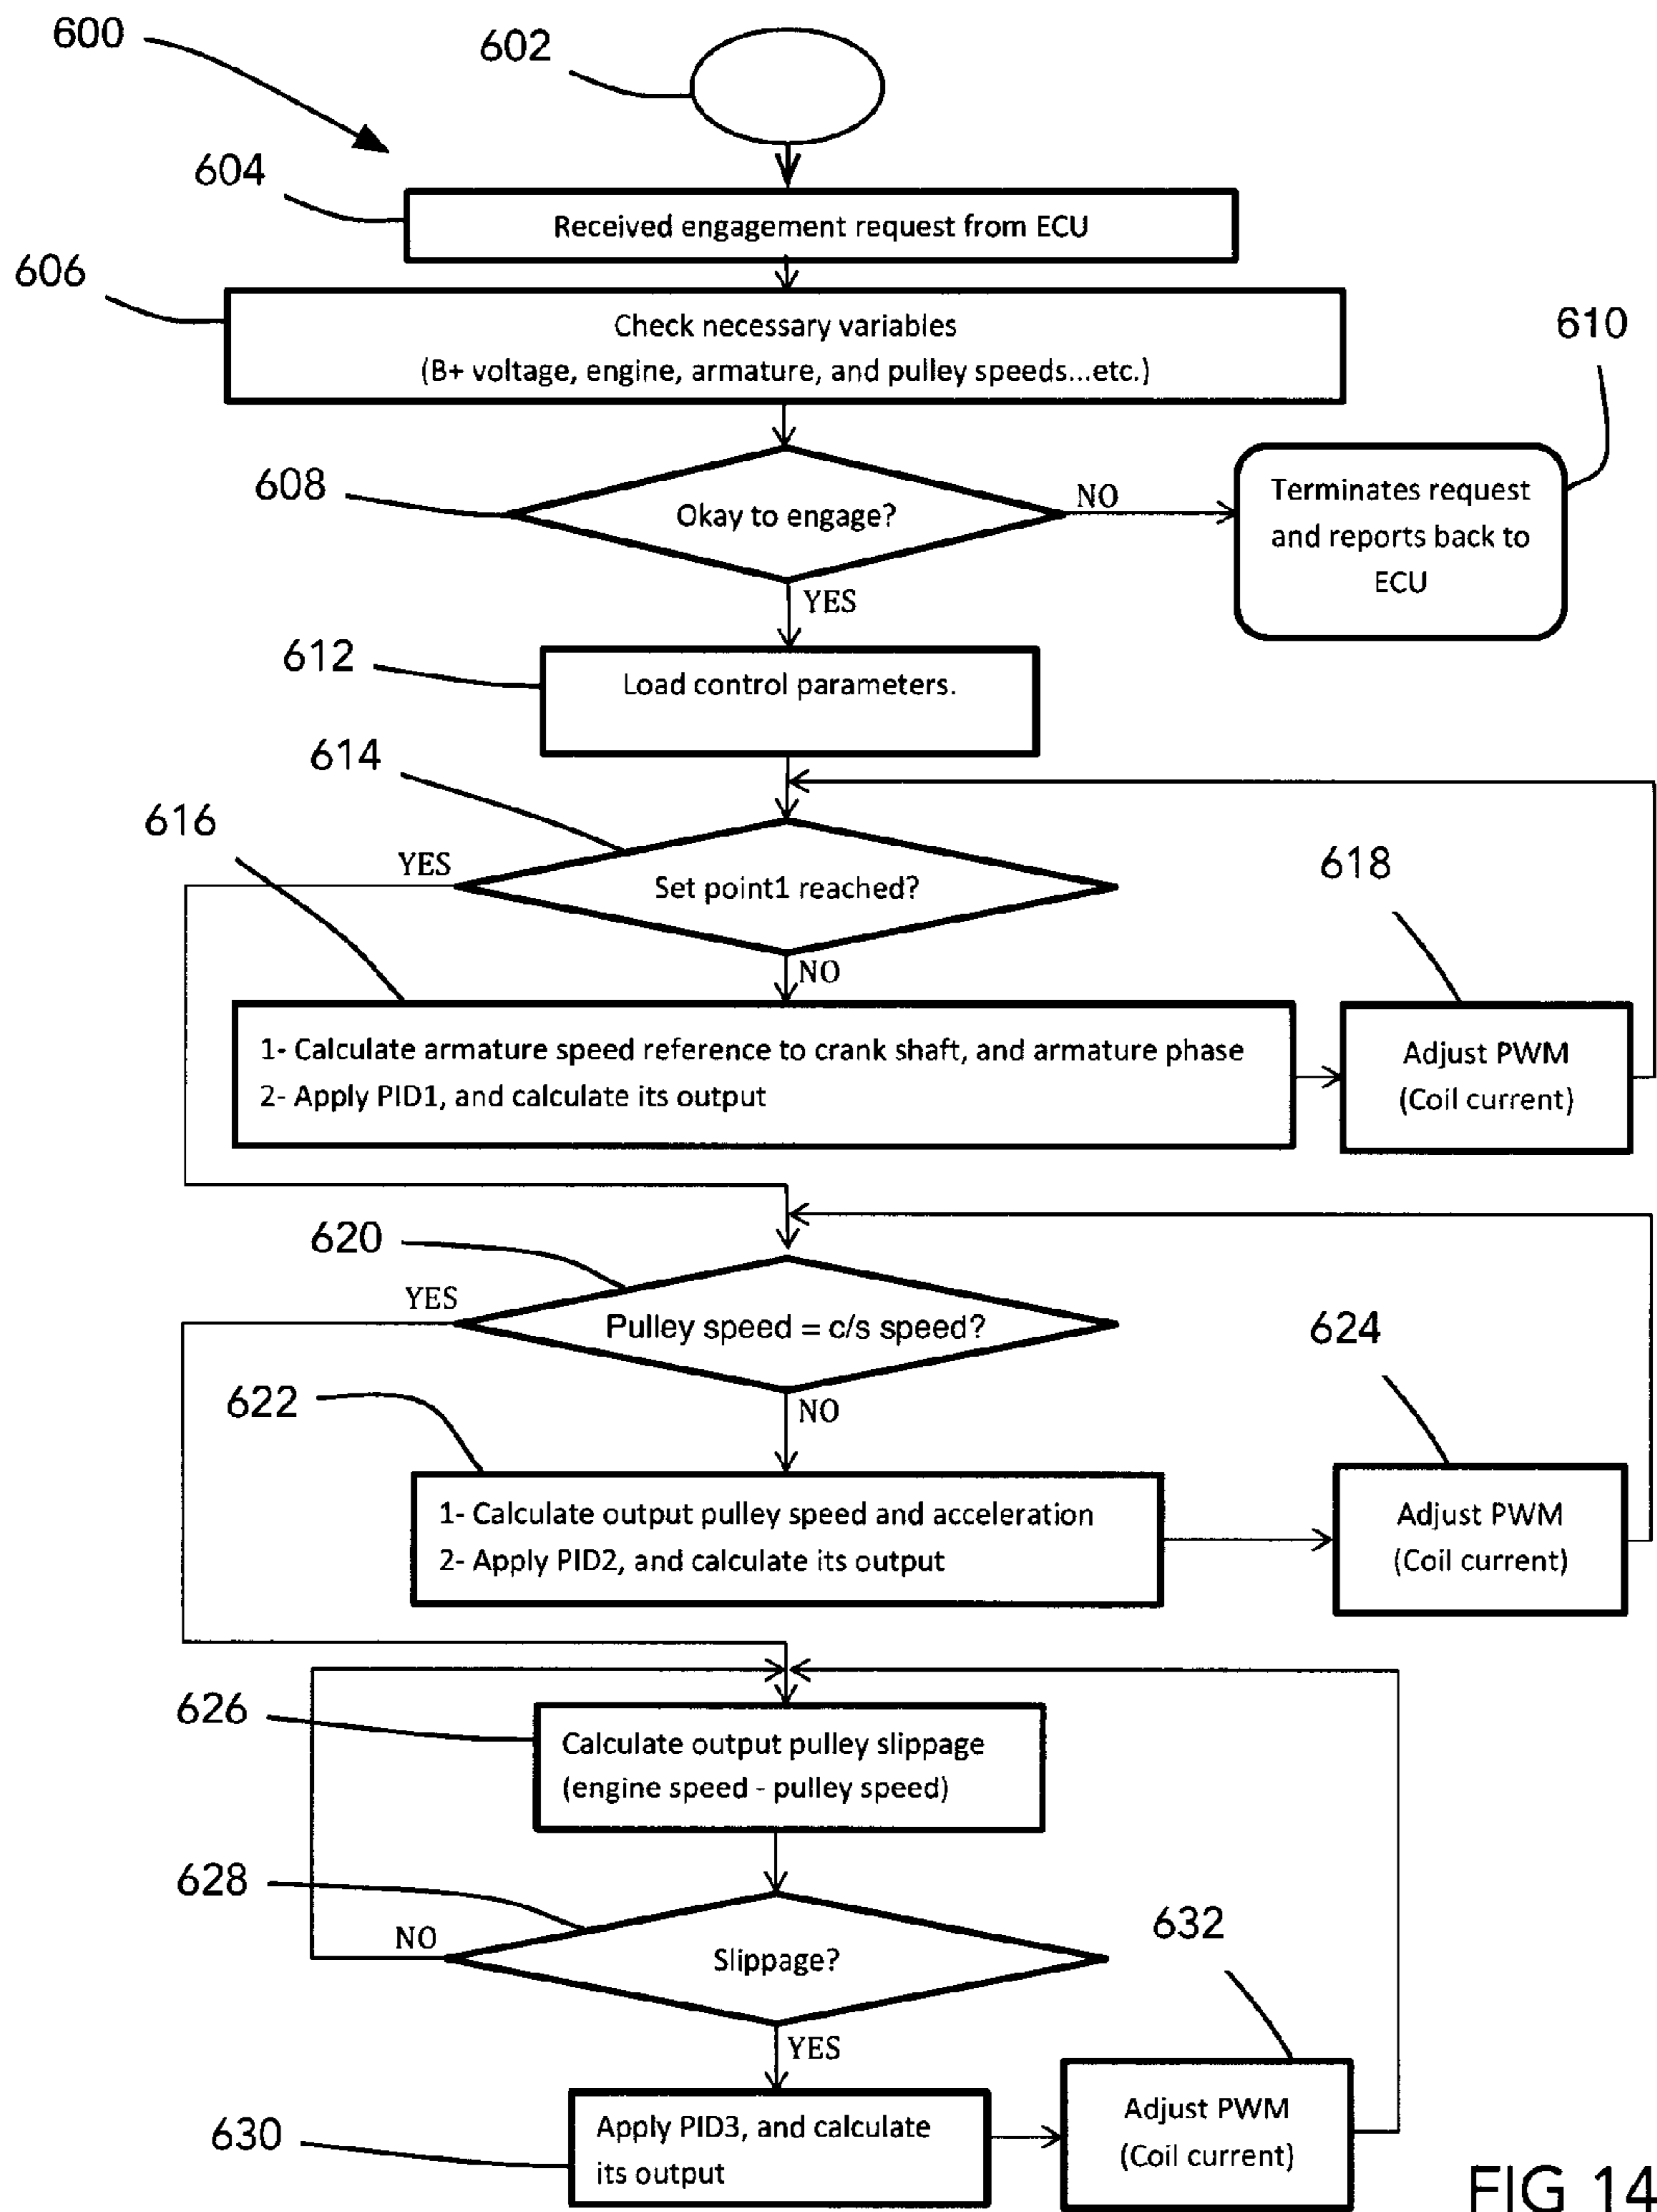 600
602
604
Received engagement request from ECU
606
Check necessary variables
(B+ voltage, engine, armature, and pulley speeds...etc.)
610
608
Okay to engage?
NO
Terminates request
and reports back to
ECU
YES
612
Load control parameters.
614
616
YES
Set point1 reached?
618
NO
1- Calculate armature speed reference to crank shaft, and armature phase
2- Apply PID1, and calculate its output
Adjust PWM
(Coil current)
620
YES
Pulley speed = c/s speed?
624
622
NO
1- Calculate output pulley speed and acceleration
2- Apply PID2, and calculate its output
Adjust PWM
(Coil current)
626
Calculate output pulley slippage
(engine speed - pulley speed)
628
NO
Slippage?
632
YES
630
Apply PID3, and calculate
its output
Adjust PWM
(Coil current)
FIG 14